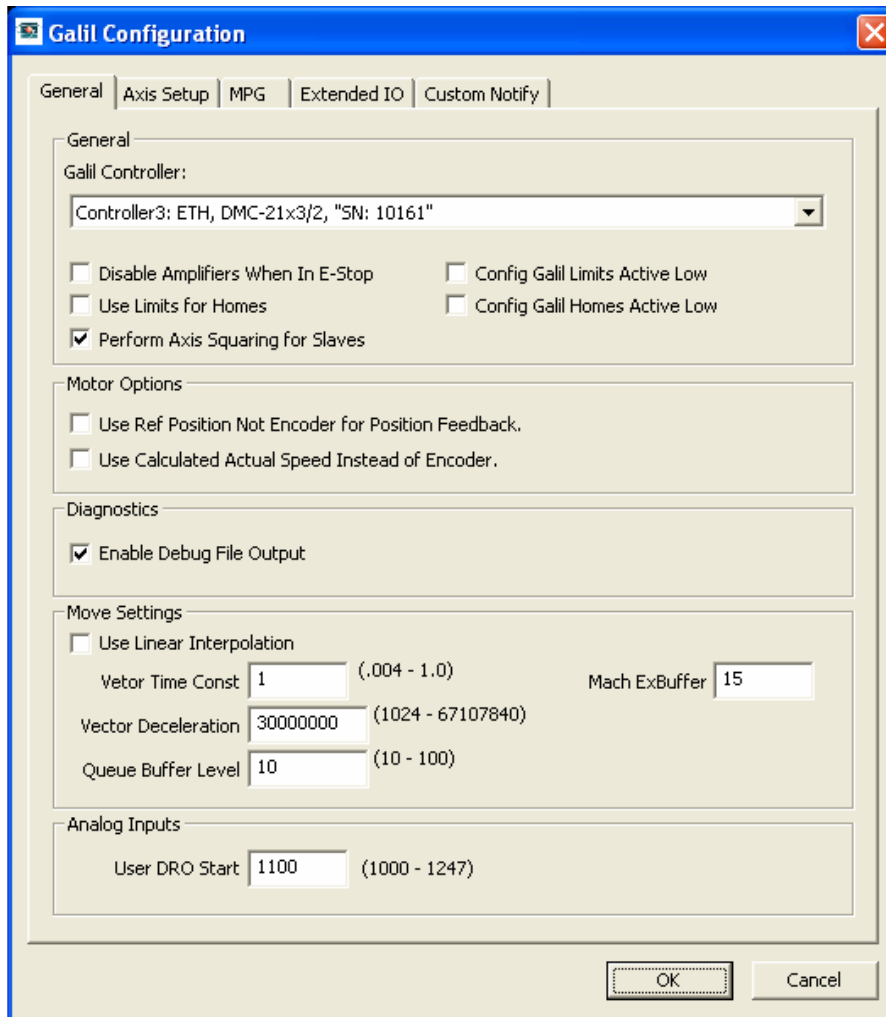 Galil Configuration
General Axis Setup MPG Extended IO Custom Notify
General
Galil Controller:
Controller3: ETH, DMC-21x3/2, "SN: 10161"
Disable Amplifiers When In E-Stop Config Galil Limits Active Low
Use Limits for Homes Config Galil Homes Active Low
Perform Axis Squaring for Slaves
Motor Options
Use Ref Position Not Encoder for Position Feedback.
Use Calculated Actual Speed Instead of Encoder.
Diagnostics
Enable Debug File Output
Move Settings
Use Linear Interpolation
Vetor Time Const 1 (.004 - 1.0) Mach ExBuffer 15
Vector Deceleration 30000000 (1024 - 67107840)
Queue Buffer Level 10 (10 - 100)
Analog Inputs
User DRO Start 1100 (1000 - 1247)
OK Cancel